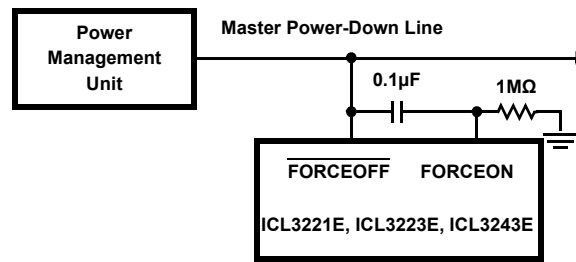 Power
Management
Unit
Master Power-Down Line
0.1µF
1MΩ
FORCEOFF FORCEON
ICL3221E, ICL3223E, ICL3243E